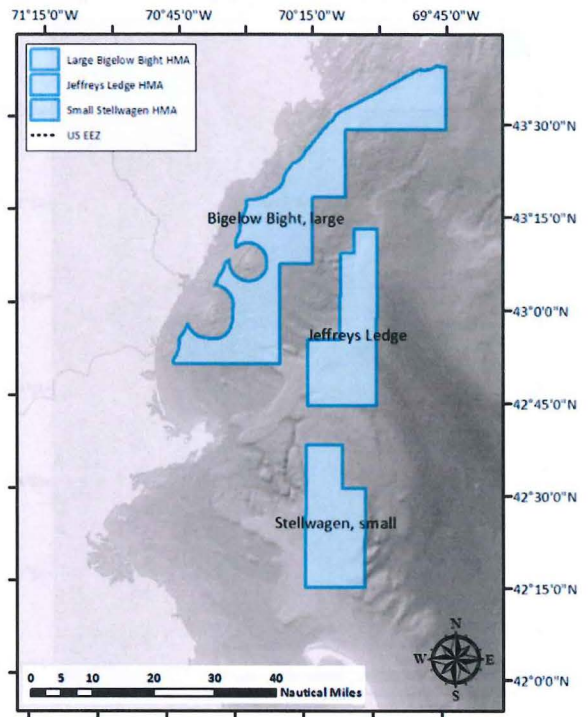 71°15'0"W 70°45'0"W 70°15'0"W 69°45'0"W
Large Bigelow Bight HMA
Jeffreys Ledge HMA
Small Stellwagen HMA
US EEZ
43°30'0"N
Bigelow Bight, large
43°15'0"N
43°0'0"N
Jeffreys Ledge
42°45'0"N
42°30'0"N
Stellwagen, small
42°15'0"N
N
W E
S
42°0'0"N
0 5 10 20 30 40
Nautical Miles